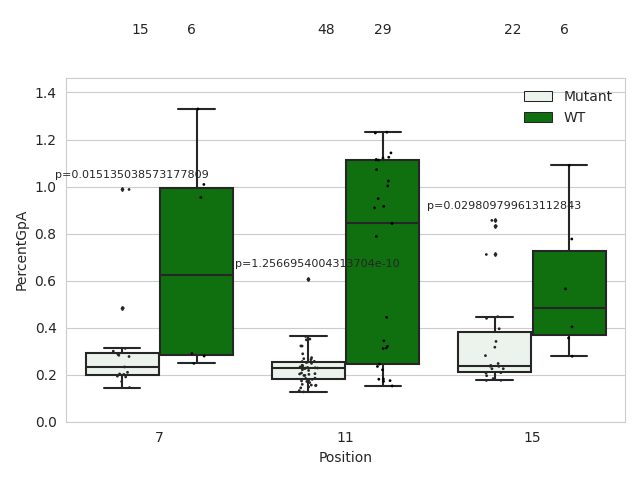 15 6 48 29 22 6
Mutant
WT
p=0.015135038573177809
p=1.2566954004313704e-10
p=0.029809799613112843
PercentGpA
1.4
1.2
1.0
0.8
0.6
0.4
0.2
0.0
7 11 15
Position